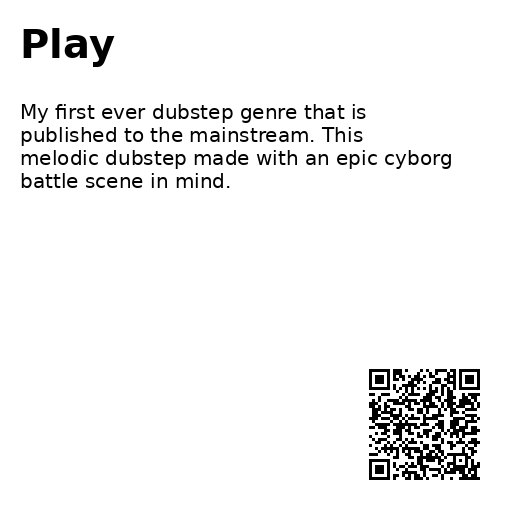 Play
My first ever dubstep genre that is
published to the mainstream. This
melodic dubstep made with an epic cyborg
battle scene in mind.